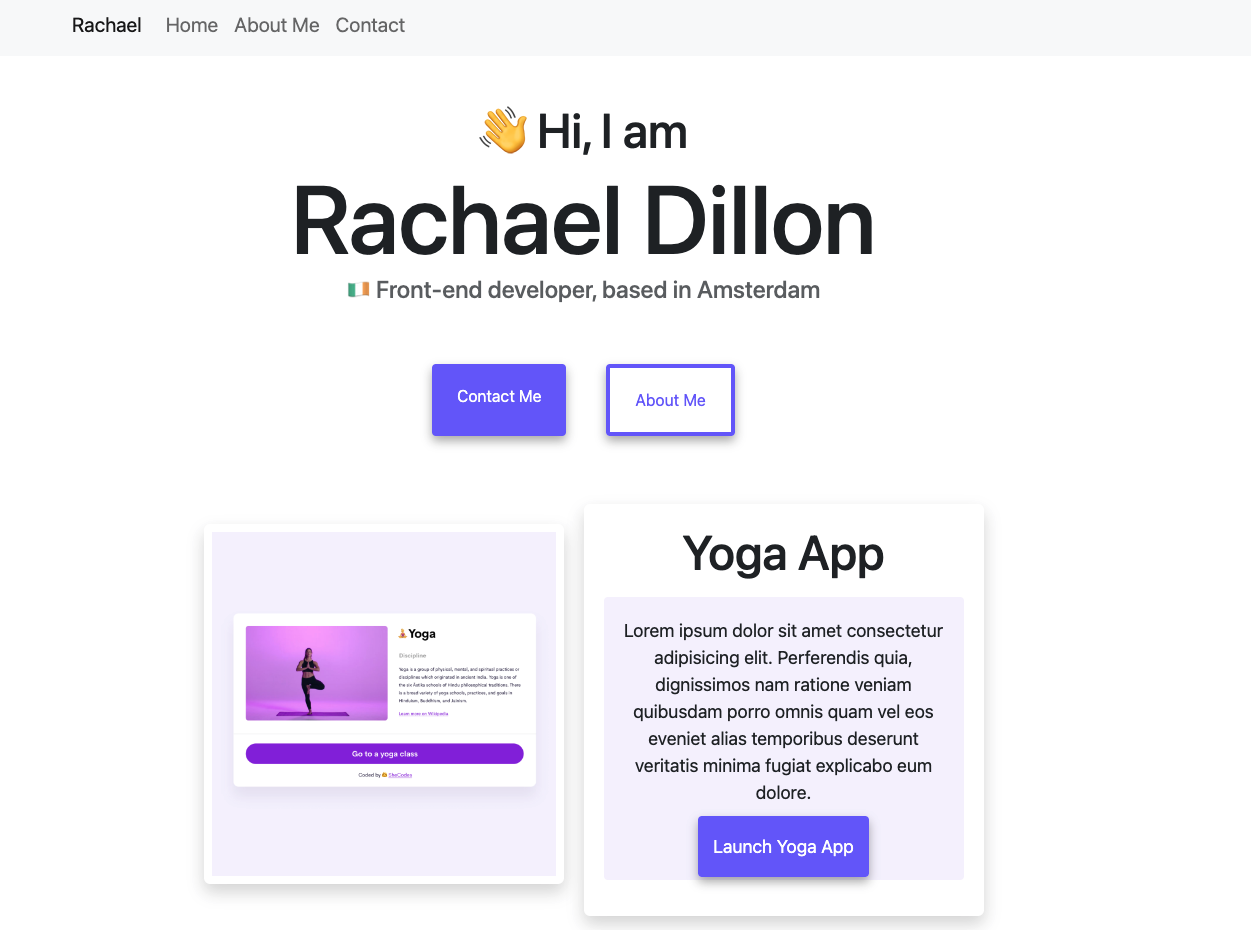 Rachael Home About Me Contact
👋 Hi, I am
Rachael Dillon
🇮🇪 Front-end developer, based in Amsterdam
Contact Me
About Me
🧘Yoga
Discipline
Yoga is a group of physical, mental, and spiritual practices or
disciplines which originated in ancient India. Yoga is one of
the six Āstika schools of Hindu philosophical traditions. There
is a broad variety of yoga schools, practices, and goals in
Hinduism, Buddhism, and Jainism.
Learn more on Wikipedia
Go to a yoga class
Coded by SheCodes
Yoga App
Lorem ipsum dolor sit amet consectetur
adipisicing elit. Perferendis quia,
dignissimos nam ratione veniam
quibusdam porro omnis quam vel eos
eveniet alias temporibus deserunt
veritatis minima fugiat explicabo eum
dolore.
Launch Yoga App